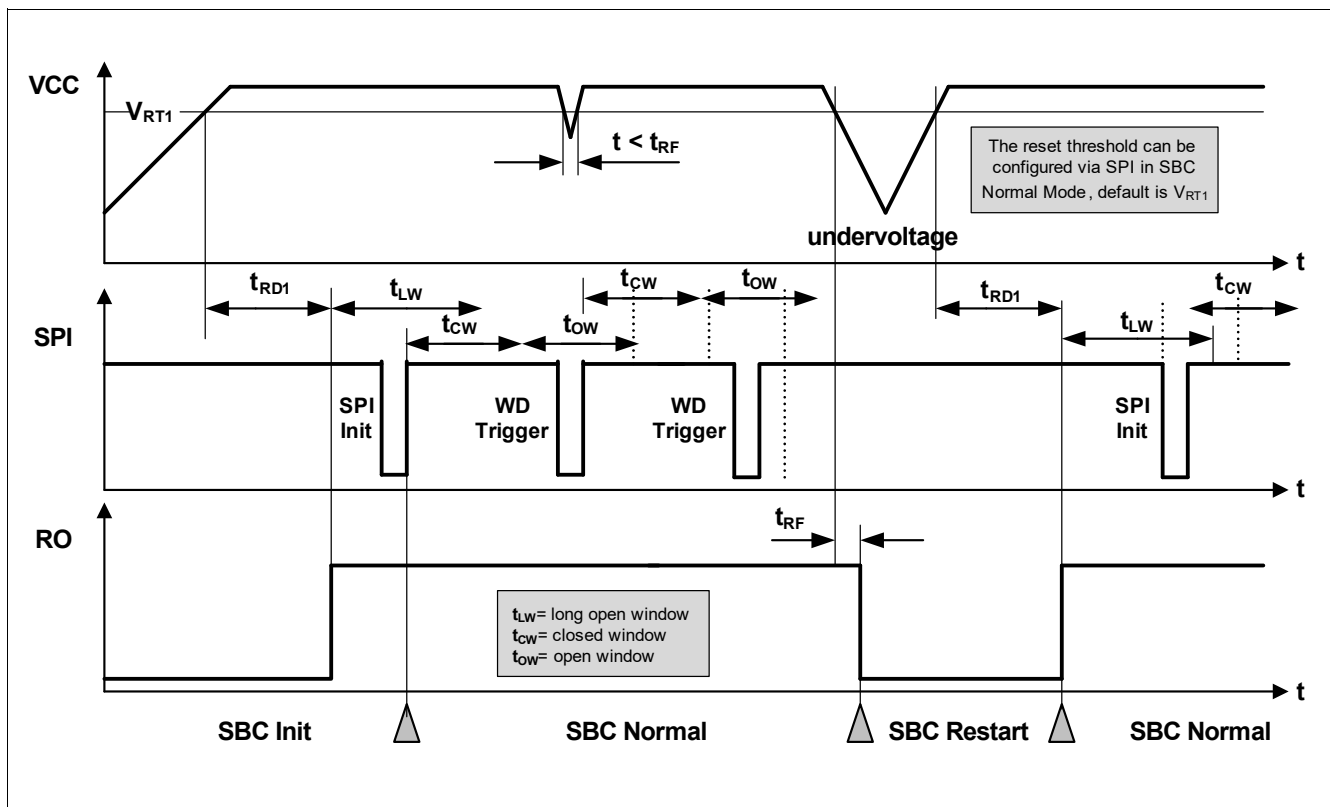 VCC
VRT1
t < tRF
The reset threshold can be
configured via SPI in SBC
Normal Mode, default is VRT1
undervoltage
t
tRD1
tLW
tCW
tOW
tCW
tOW
tRD1
tLW
tCW
SPI
SPI
Init
WD
Trigger
WD
Trigger
SPI
Init
t
RO
tRF
tLW= long open window
tCW= closed window
tOW= open window
t
SBC Init
SBC Normal
SBC Restart
SBC Normal